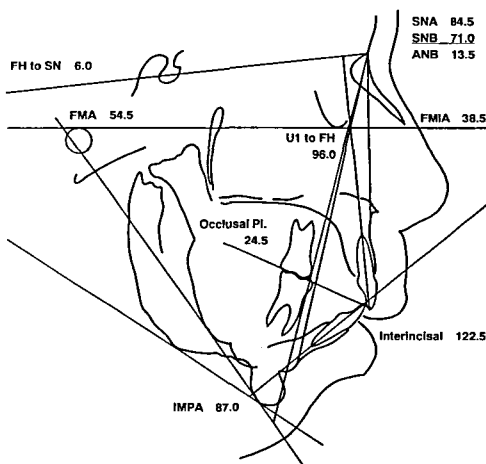 SNA 84.5
SNB 71.0
ANB 13.5
FH to SN 6.0
FMA 54.5
FMIA 38.5
U1 to FH
96.0
Occlusal Pl.
24.5
Interincisal 122.5
IMPA 87.0